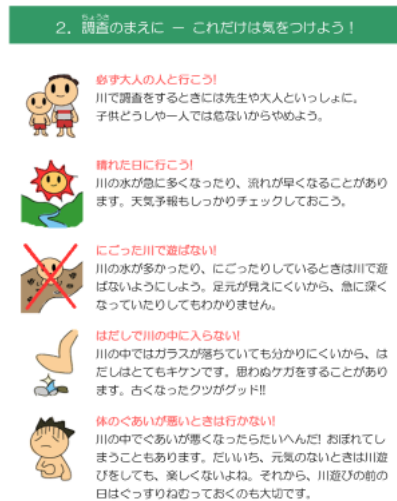 2. 調査のまえに － これだけは気をつけよう！
ちょうさ
必ず大人の人と行こう!
川で調査をするときには先生や大人といっしょに。
子供どうしや一人では危ないからやめよう。
晴れた日に行こう!
川の水が急に多くなったり、流れが早くなることがあり
ます。天気予報もしっかりチェックしておこう。
にごった川で遊ばない!
川の水が多かったり、にごったりしているときは川で遊
ばないようにしよう。足元が見えにくいから、急に深く
なっていたりしてもわかりません。
はだしで川の中に入らない!
川の中ではガラスが落ちていても分かりにくいから、は
だしはとてもキケンです。思わぬケガをすることがあり
ます。古くなったクツがグッド!!
体のぐあいが悪いときは行かない!
川の中でぐあいが悪くなったらたいへんだ! おぼれてし
まうこともあります。だいいち、元気のないときは川遊
びをしても、楽しくないよね。それから、川遊びの前の
日はぐっすりねむっておくのも大切です。